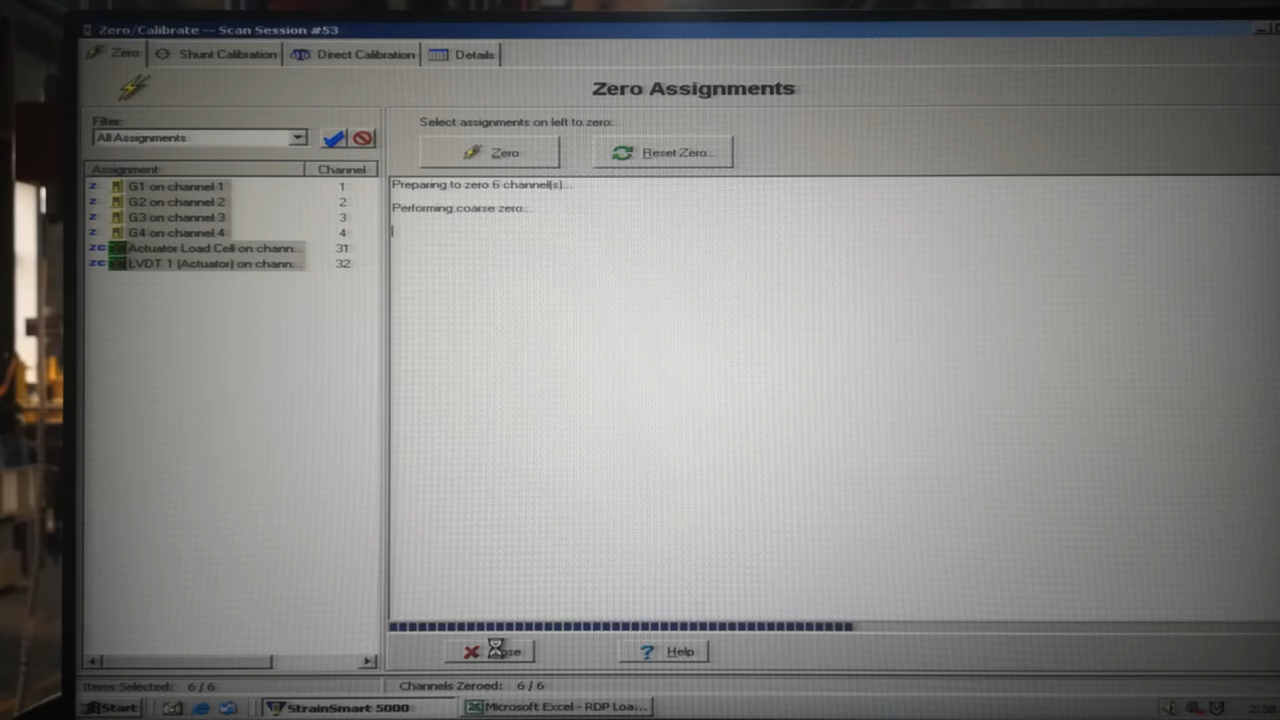 Zero/Calibrate -- Scan Session #53
Zero Shunt Calibration Direct Calibration Details
Zero Assignments
Filter:
All Assignments
Select assignments on left to zero:
Zero Reset Zero...
Assignment Channel
Z G1 on channel 1 1
Z G2 on channel 2 2
Z G3 on channel 3 3
Z G4 on channel 4 4
ZC Actuator Load Cell on chann... 31
ZC LVDT 1 (Actuator) on chann... 32
Preparing to zero 6 channel(s)...
Performing coarse zero...
Close Help
Items Selected: 6 / 6 Channels Zeroed: 6 / 6
Start StrainSmart 5000 Microsoft Excel - RDP Loa...